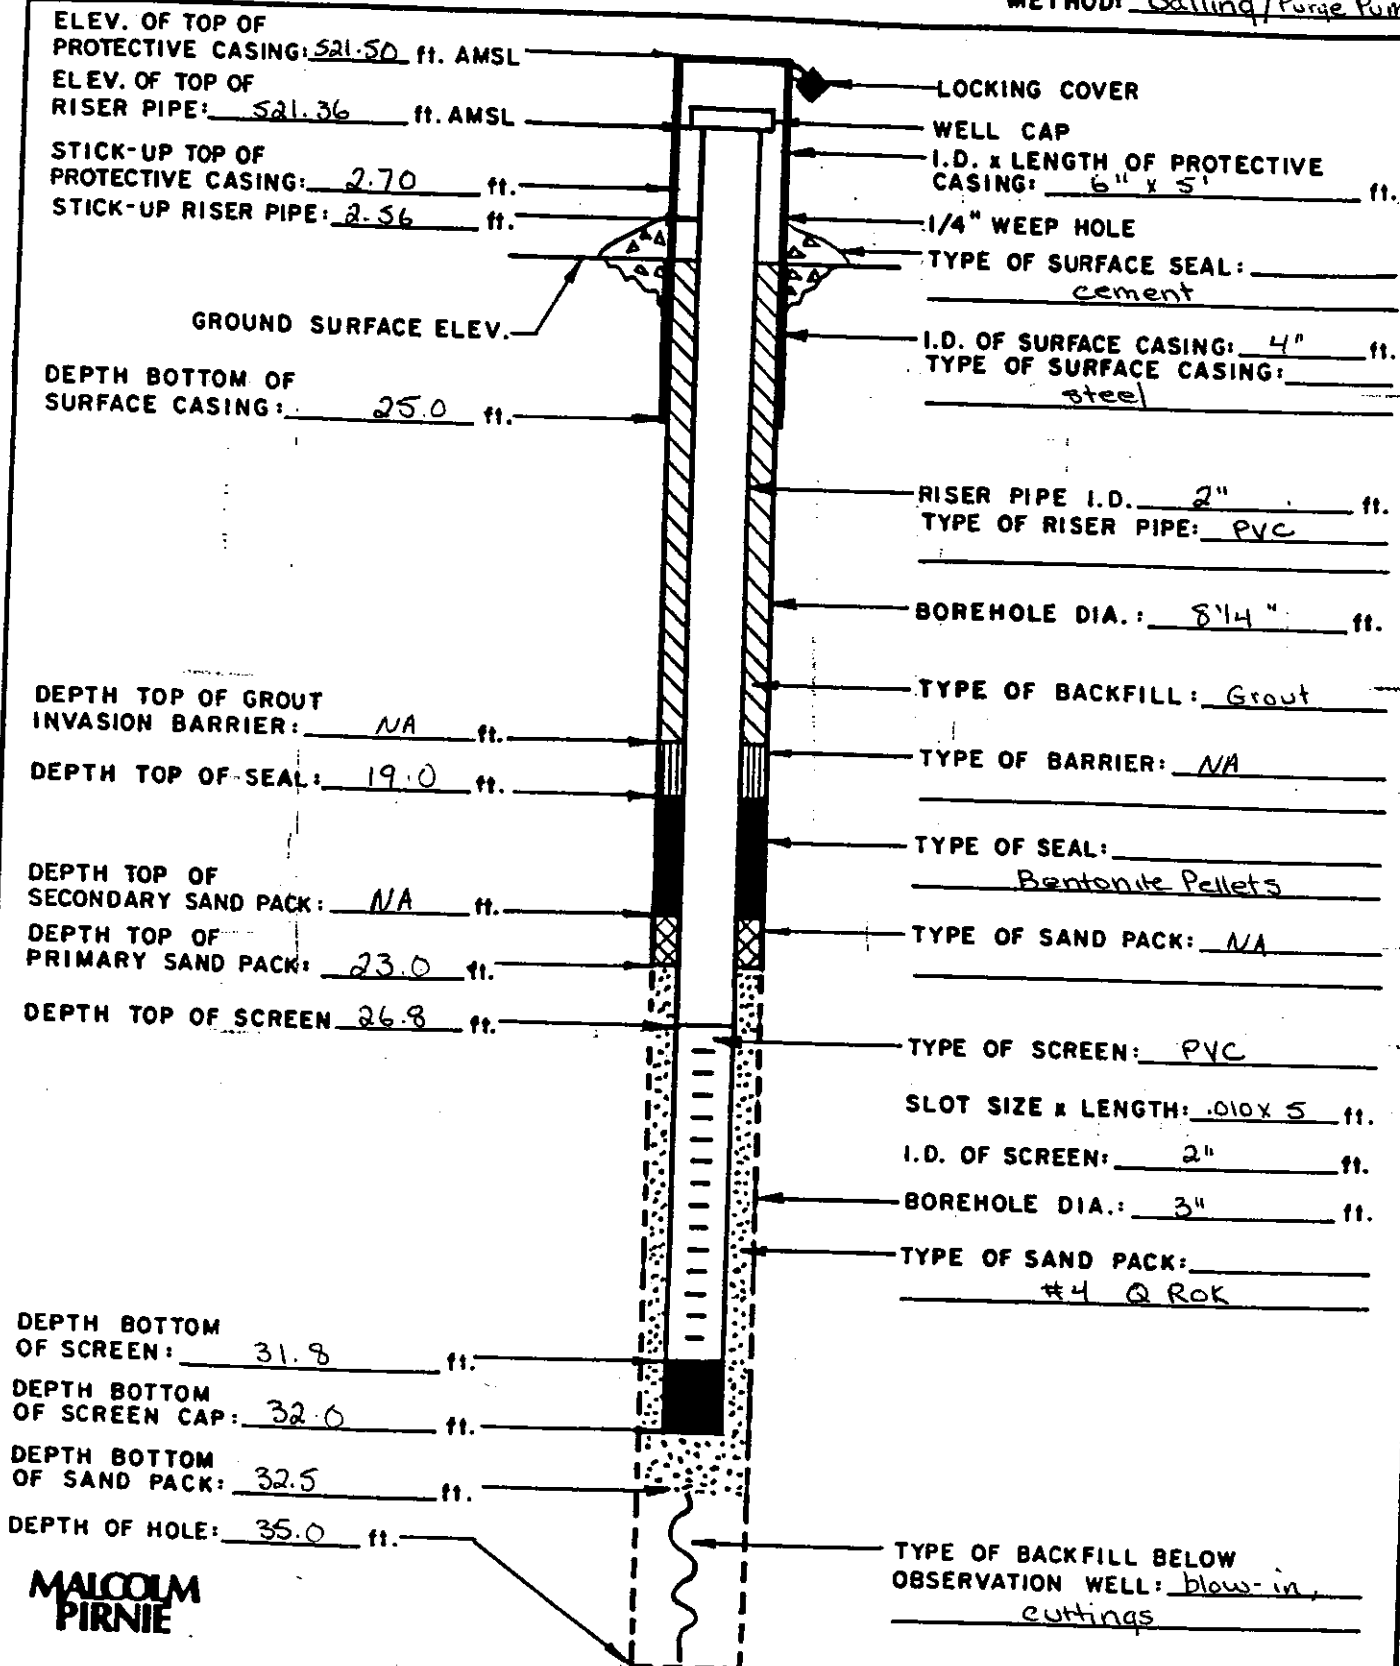 METHOD: Bailing/Purge Pum
ELEV. OF TOP OF
PROTECTIVE CASING: 521.50 ft. AMSL
ELEV. OF TOP OF
RISER PIPE: 521.36 ft. AMSL
STICK-UP TOP OF
PROTECTIVE CASING: 2.70 ft.
STICK-UP RISER PIPE: 2.56 ft.
GROUND SURFACE ELEV.
DEPTH BOTTOM OF
SURFACE CASING: 25.0 ft.
DEPTH TOP OF GROUT
INVASION BARRIER: NA ft.
DEPTH TOP OF SEAL: 19.0 ft.
DEPTH TOP OF
SECONDARY SAND PACK: NA ft.
DEPTH TOP OF
PRIMARY SAND PACK: 23.0 ft.
DEPTH TOP OF SCREEN 26.8 ft.
DEPTH BOTTOM
OF SCREEN: 31.8 ft.
DEPTH BOTTOM
OF SCREEN CAP: 32.0 ft.
DEPTH BOTTOM
OF SAND PACK: 32.5 ft.
DEPTH OF HOLE: 35.0 ft.
MALCOLM
PIRNIE
LOCKING COVER
WELL CAP
I.D. x LENGTH OF PROTECTIVE
CASING: 6" x 5' ft.
1/4" WEEP HOLE
TYPE OF SURFACE SEAL:
cement
I.D. OF SURFACE CASING: 4" ft.
TYPE OF SURFACE CASING:
steel
RISER PIPE I.D. 2" ft.
TYPE OF RISER PIPE: PVC
BOREHOLE DIA.: 8 1/4" ft.
TYPE OF BACKFILL: Grout
TYPE OF BARRIER: NA
TYPE OF SEAL:
Bentonite Pellets
TYPE OF SAND PACK: NA
TYPE OF SCREEN: PVC
SLOT SIZE x LENGTH: .010 x 5 ft.
I.D. OF SCREEN: 2" ft.
BOREHOLE DIA.: 3" ft.
TYPE OF SAND PACK:
#4 Q Rok
TYPE OF BACKFILL BELOW
OBSERVATION WELL: blow-in,
cuttings